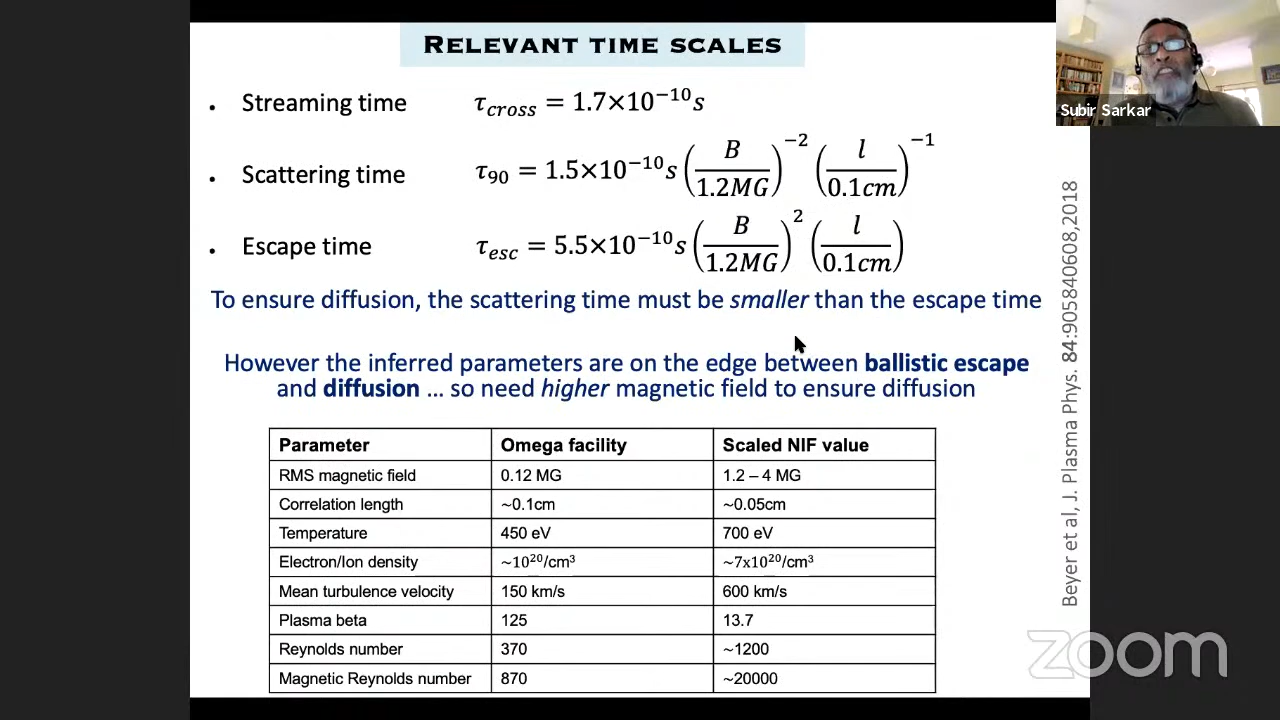 RELEVANT TIME SCALES
Subir Sarkar
• Streaming time τcross = 1.7×10⁻¹⁰s
• Scattering time τ90 = 1.5×10⁻¹⁰s (B/1.2MG)⁻² (l/0.1cm)⁻¹
• Escape time τesc = 5.5×10⁻¹⁰s (B/1.2MG)² (l/0.1cm)
To ensure diffusion, the scattering time must be smaller than the escape time
However the inferred parameters are on the edge between ballistic escape
and diffusion ... so need higher magnetic field to ensure diffusion
Parameter Omega facility Scaled NIF value
RMS magnetic field 0.12 MG 1.2 – 4 MG
Correlation length ~0.1cm ~0.05cm
Temperature 450 eV 700 eV
Electron/Ion density ~10²⁰/cm³ ~7x10²⁰/cm³
Mean turbulence velocity 150 km/s 600 km/s
Plasma beta 125 13.7
Reynolds number 370 ~1200
Magnetic Reynolds number 870 ~20000
Beyer et al, J. Plasma Phys. 84:905840608,2018
zoom